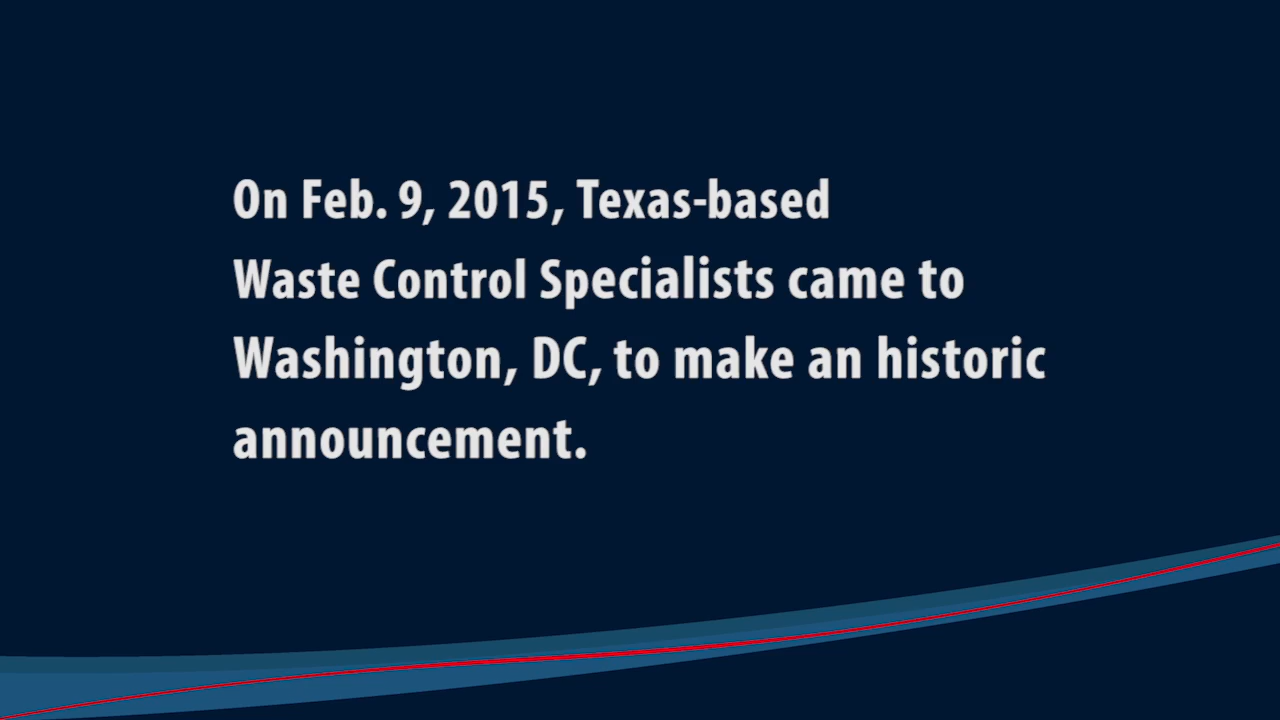 On Feb. 9, 2015, Texas-based
Waste Control Specialists came to
Washington, DC, to make an historic
announcement.